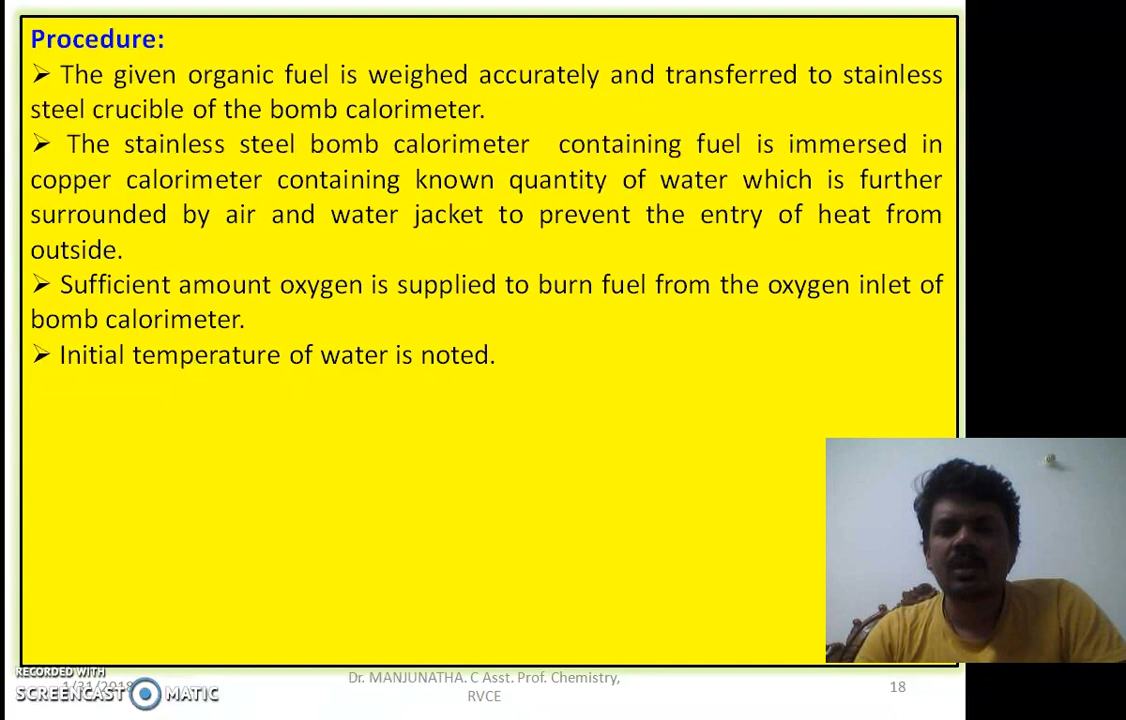 Procedure:
➢ The given organic fuel is weighed accurately and transferred to stainless
steel crucible of the bomb calorimeter.
➢ The stainless steel bomb calorimeter containing fuel is immersed in
copper calorimeter containing known quantity of water which is further
surrounded by air and water jacket to prevent the entry of heat from
outside.
➢ Sufficient amount oxygen is supplied to burn fuel from the oxygen inlet of
bomb calorimeter.
➢ Initial temperature of water is noted.
RECORDED WITH
SCREENCAST MATIC
Dr. MANJUNATHA. C Asst. Prof. Chemistry,
RVCE
18